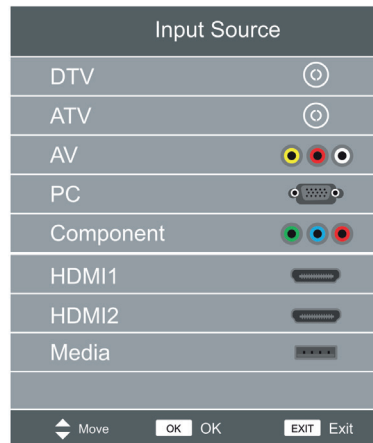 Input Source
DTV
ATV
AV
PC
Component
HDMI1
HDMI2
Media
Move OK OK EXIT Exit